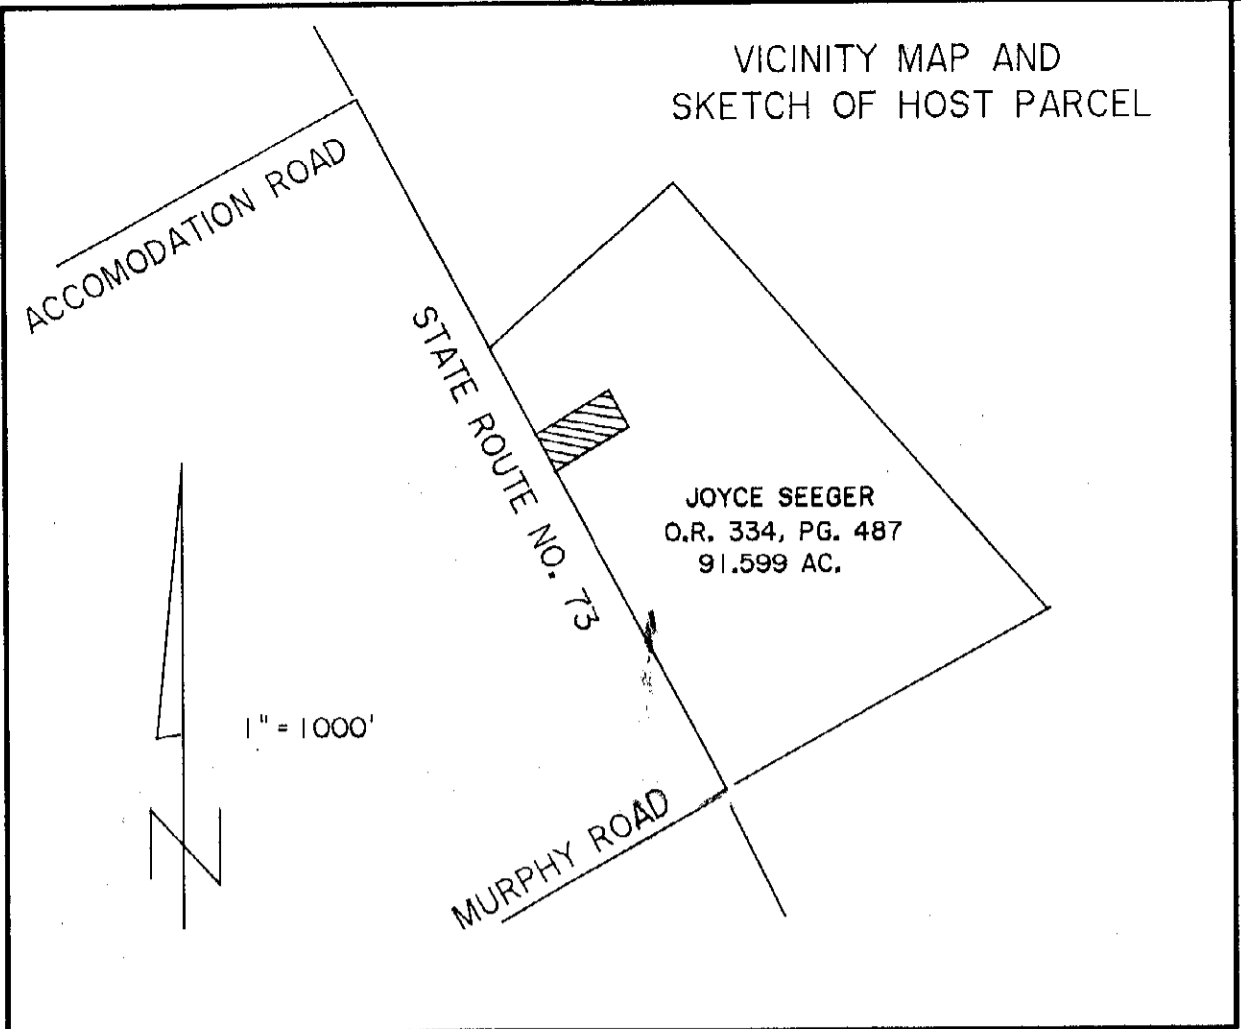 VICINITY MAP AND
SKETCH OF HOST PARCEL
ACCOMODATION ROAD
STATE ROUTE NO. 73
JOYCE SEEGER
O.R. 334, PG. 487
91.599 AC.
1" = 1000'
N
MURPHY ROAD